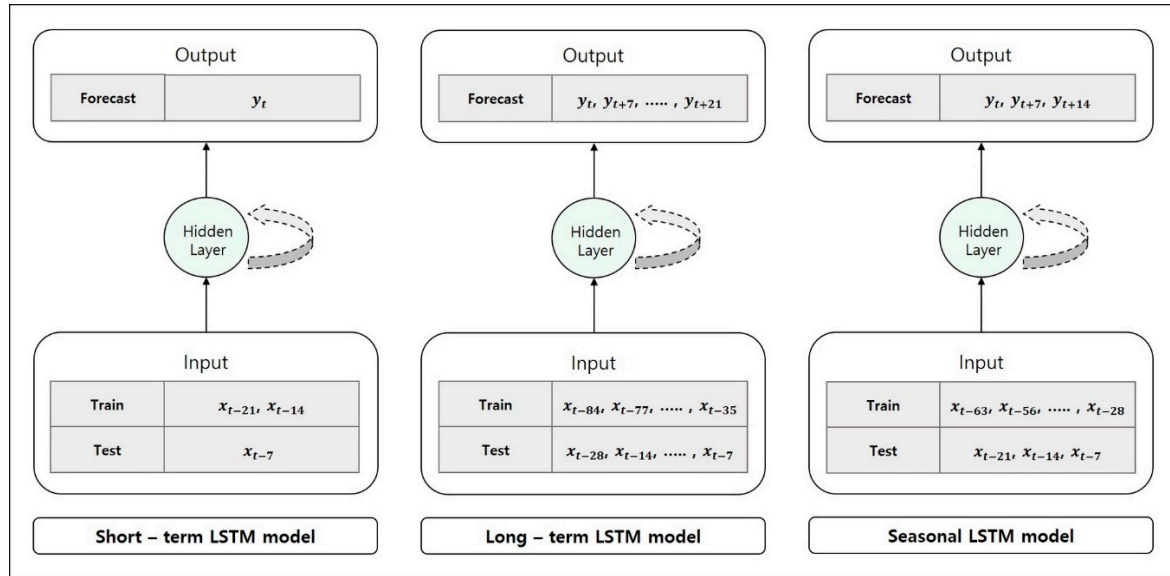 Output
Forecast y_t
Hidden
Layer
Input
Train x_{t−21}, x_{t−14}
Test x_{t−7}
Short – term LSTM model
Output
Forecast y_t, y_{t+7}, ..... , y_{t+21}
Hidden
Layer
Input
Train x_{t−84}, x_{t−77}, ..... , x_{t−35}
Test x_{t−28}, x_{t−14}, ..... , x_{t−7}
Long – term LSTM model
Output
Forecast y_t, y_{t+7}, y_{t+14}
Hidden
Layer
Input
Train x_{t−63}, x_{t−56}, ..... , x_{t−28}
Test x_{t−21}, x_{t−14}, x_{t−7}
Seasonal LSTM model